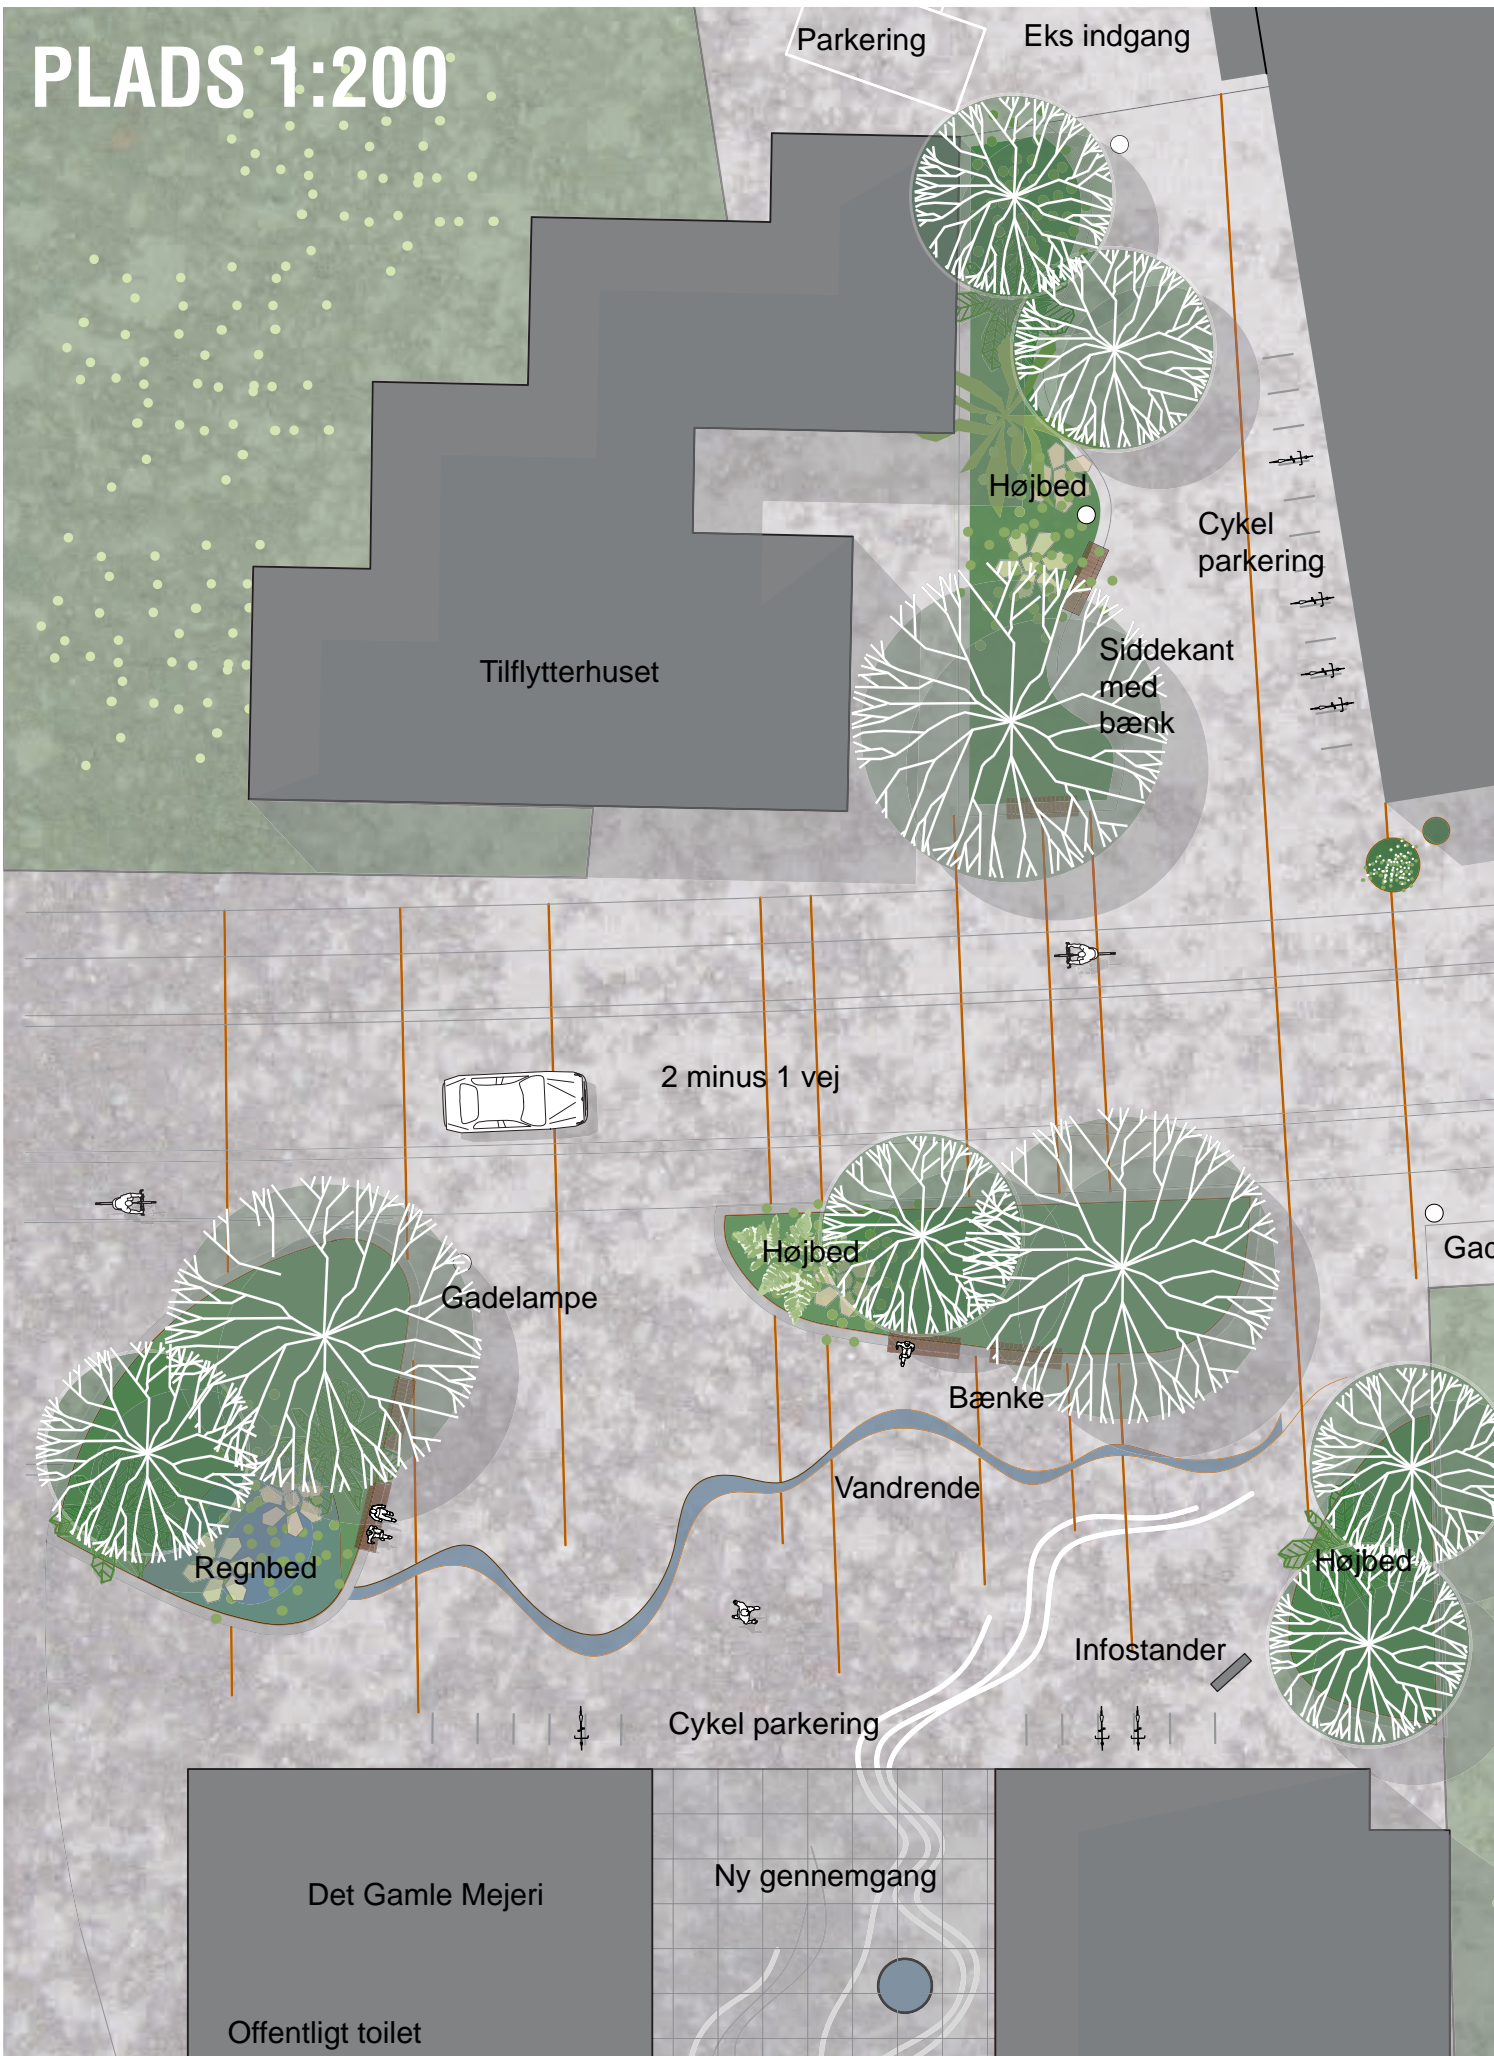 PLADS 1:200
Parkering
Eks indgang
Højbed
Cykel
parkering
Siddekant
med
bænk
Tilflytterhuset
2 minus 1 vej
Højbed
Gad
Gadelampe
Bænke
Vandrende
Regnbed
Højbed
Infostander
Cykel parkering
Ny gennemgang
Det Gamle Mejeri
Offentligt toilet